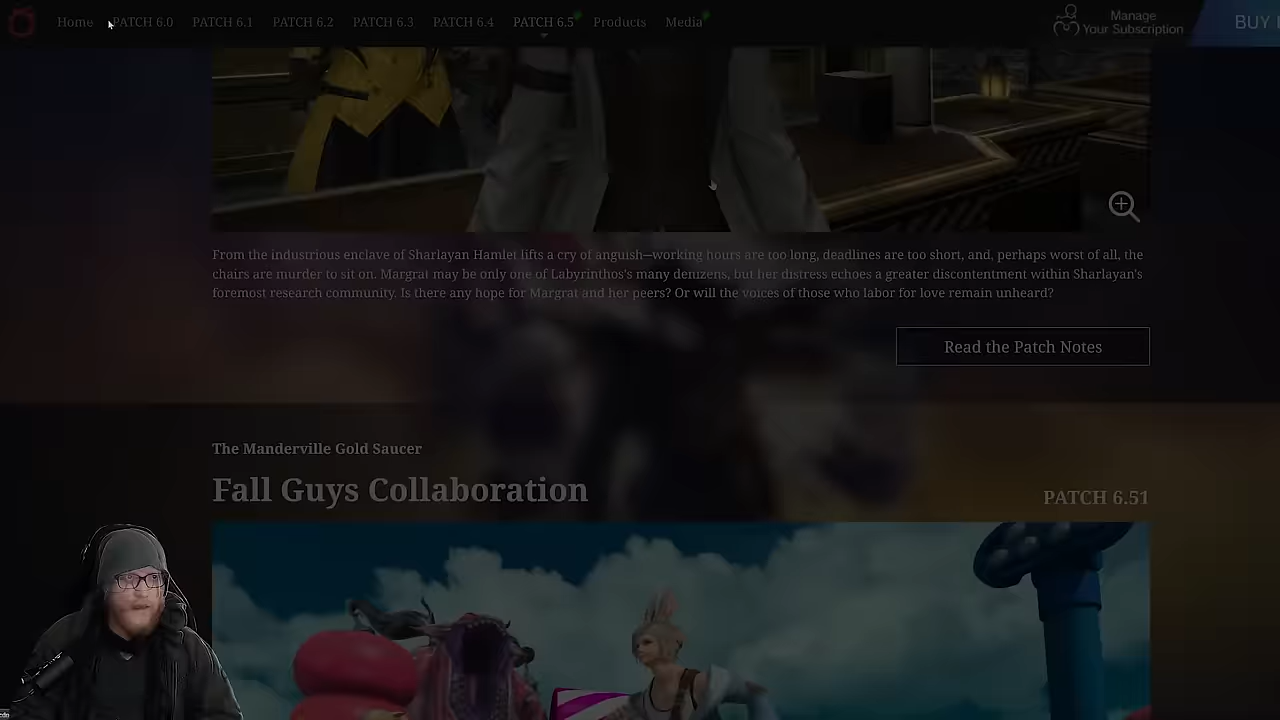 Home PATCH 6.0 PATCH 6.1 PATCH 6.2 PATCH 6.3 PATCH 6.4 PATCH 6.5 Products Media
Manage
Your Subscription
BUY
From the industrious enclave of Sharlayan Hamlet lifts a cry of anguish—working hours are too long, deadlines are too short, and, perhaps worst of all, the
chairs are murder to sit on. Margrat may be only one of Labyrinthos's many denizens, but her distress echoes a greater discontentment within Sharlayan's
foremost research community. Is there any hope for Margrat and her peers? Or will the voices of those who labor for love remain unheard?
Read the Patch Notes
The Manderville Gold Saucer
Fall Guys Collaboration
PATCH 6.51